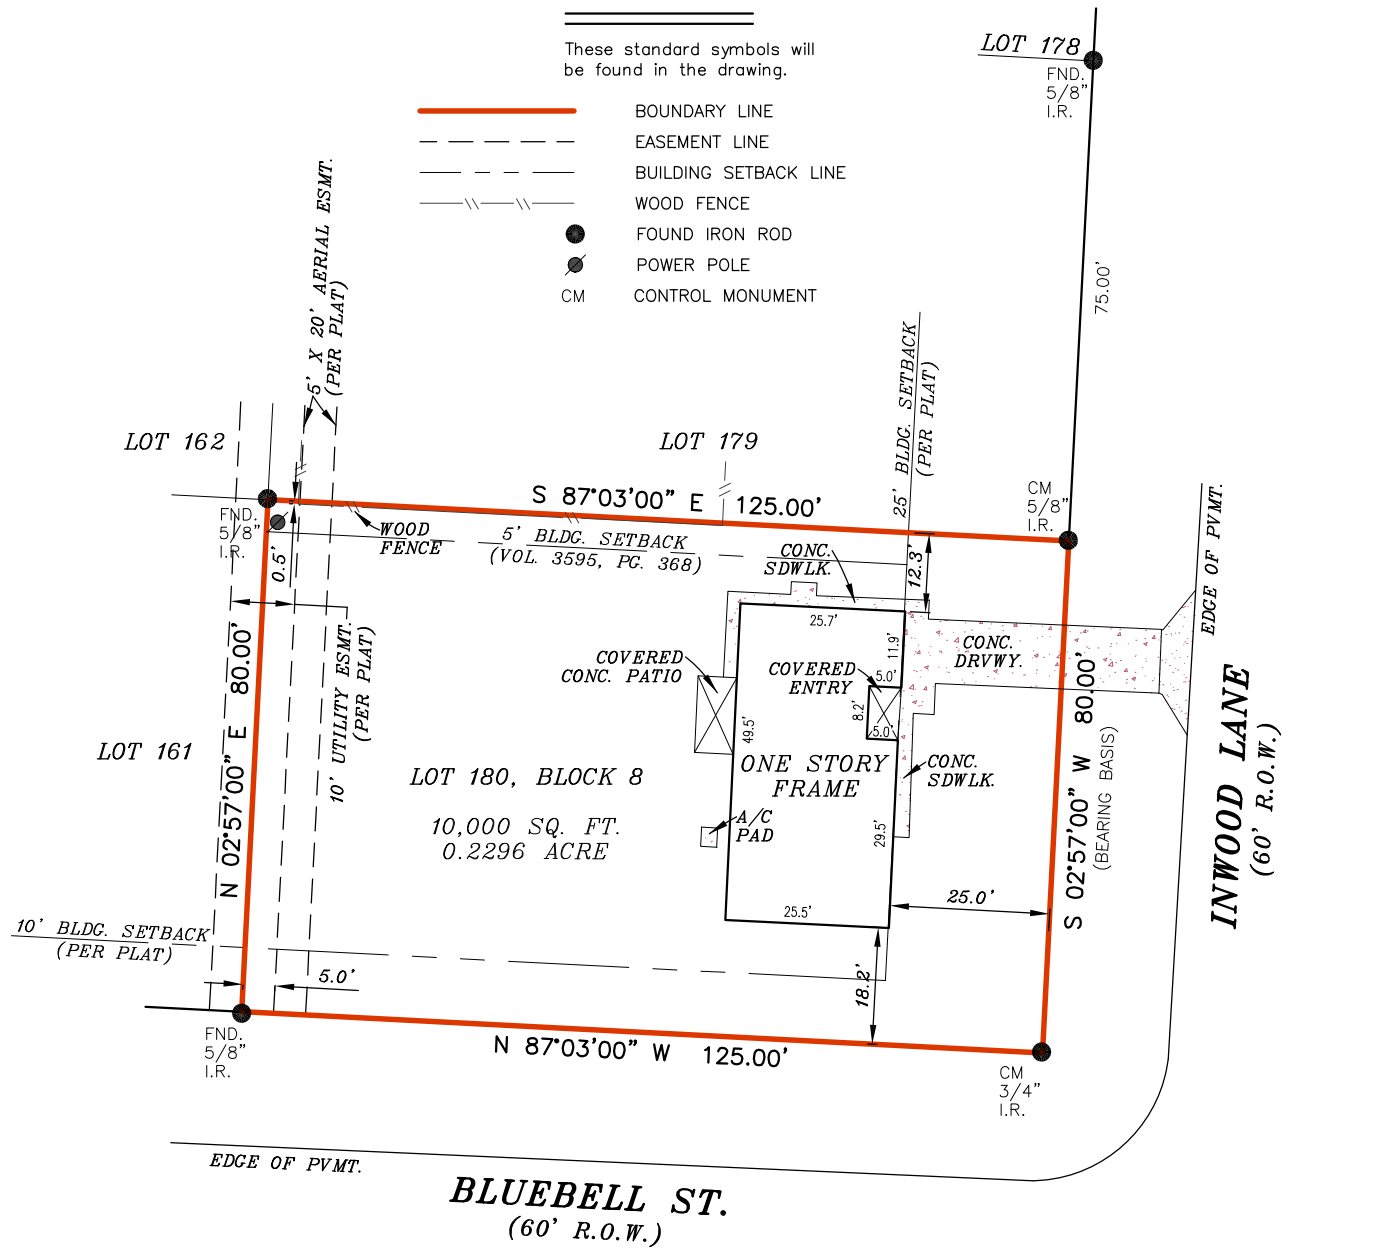 These standard symbols will
be found in the drawing.
BOUNDARY LINE
EASEMENT LINE
BUILDING SETBACK LINE
WOOD FENCE
FOUND IRON ROD
POWER POLE
CM CONTROL MONUMENT
LOT 178
FND.
5/8"
I.R.
75.00'
5' X 20' AERIAL ESMT.
(PER PLAT)
25' BLDG. SETBACK
(PER PLAT)
LOT 162
LOT 179
S 87°03'00" E 125.00'
CM
5/8"
I.R.
FND.
5/8"
I.R.
WOOD
FENCE
5' BLDG. SETBACK
(VOL. 3595, PG. 368)
0.5'
CONC.
SDWLK.
12.3'
EDGE OF PVMT.
25.7'
11.9'
CONC.
DRVWY.
COVERED
CONC. PATIO
COVERED
ENTRY
5.0'
8.2'
5.0'
49.5'
10' UTILITY ESMT.
(PER PLAT)
N 02°57'00" E 80.00'
LOT 161
LOT 180, BLOCK 8
10,000 SQ. FT.
0.2296 ACRE
ONE STORY
FRAME
CONC.
SDWLK.
A/C
PAD
29.5'
S 02°57'00" W 80.00'
(BEARING BASIS)
INWOOD LANE
(60' R.O.W.)
25.5'
25.0'
10' BLDG. SETBACK
(PER PLAT)
5.0'
18.2'
FND.
5/8"
I.R.
N 87°03'00" W 125.00'
CM
3/4"
I.R.
EDGE OF PVMT.
BLUEBELL ST.
(60' R.O.W.)